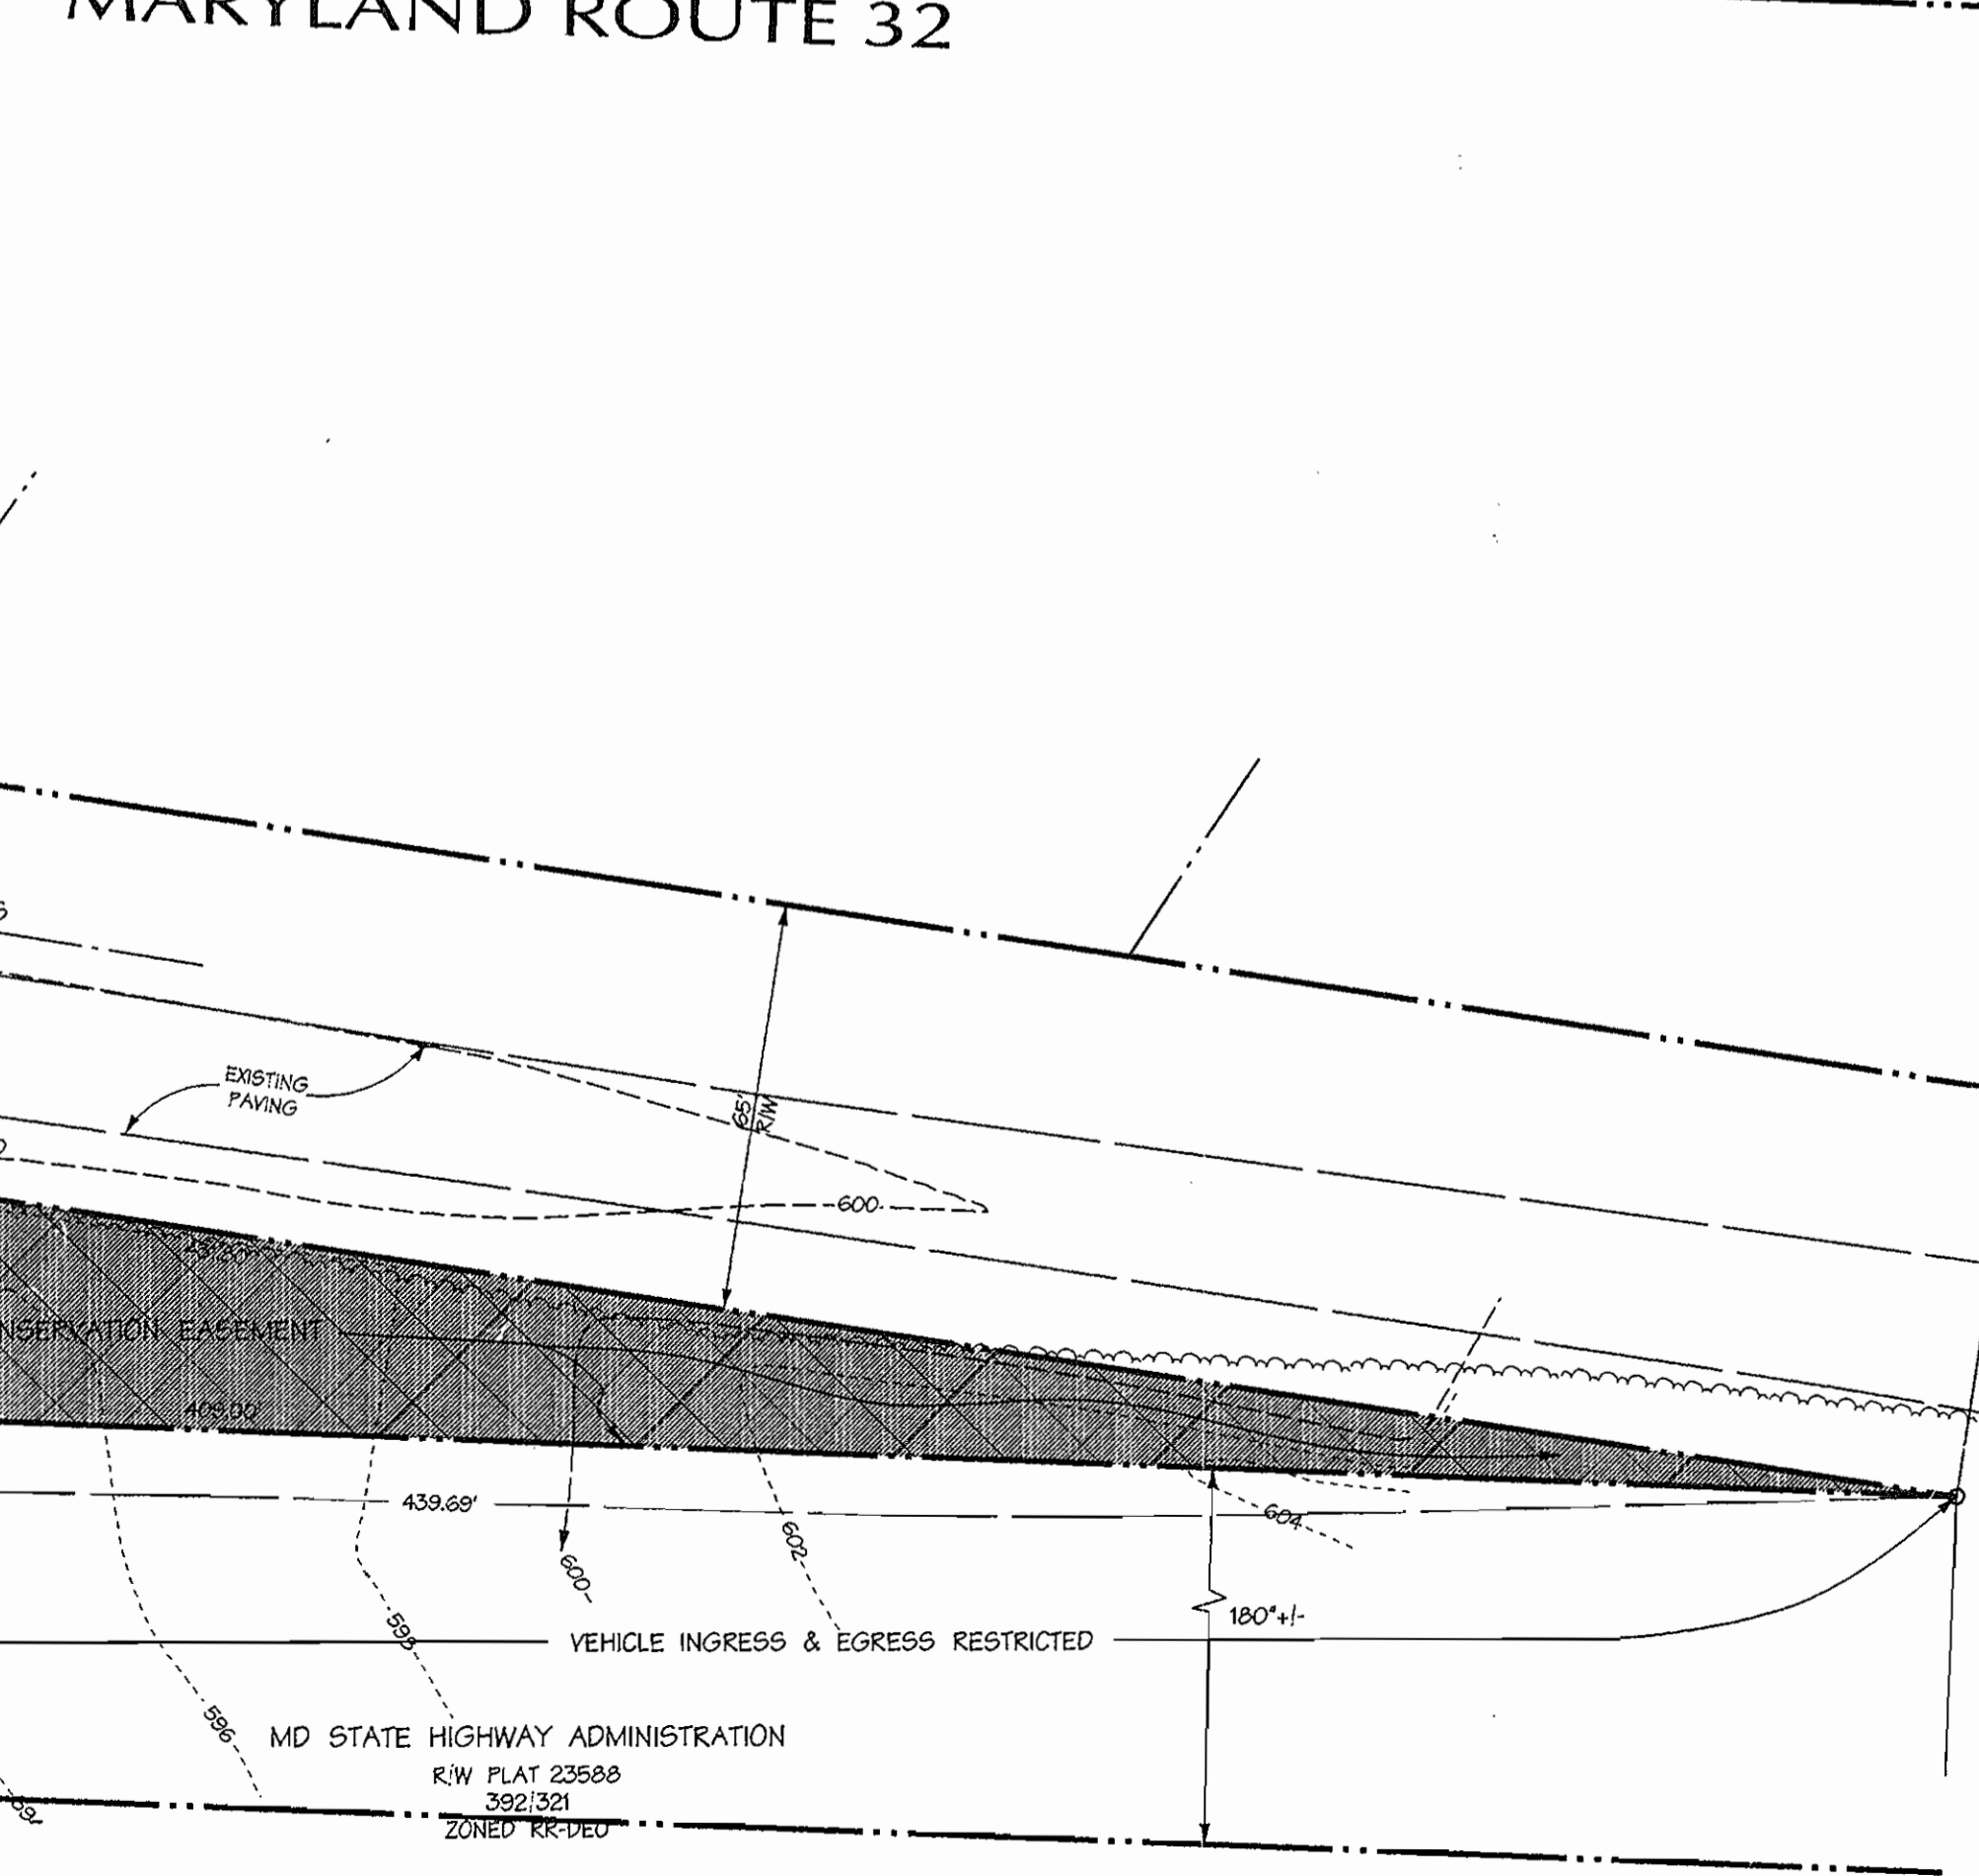 MARYLAND ROUTE 32
EXISTING
PAVING
65'
R/W
600
NSERVATION EASEMENT
409.00'
439.69'
604
602
600
180'+/-
598
VEHICLE INGRESS & EGRESS RESTRICTED
596
MD STATE HIGHWAY ADMINISTRATION
R/W PLAT 23588
392/321
ZONED RR-DEO